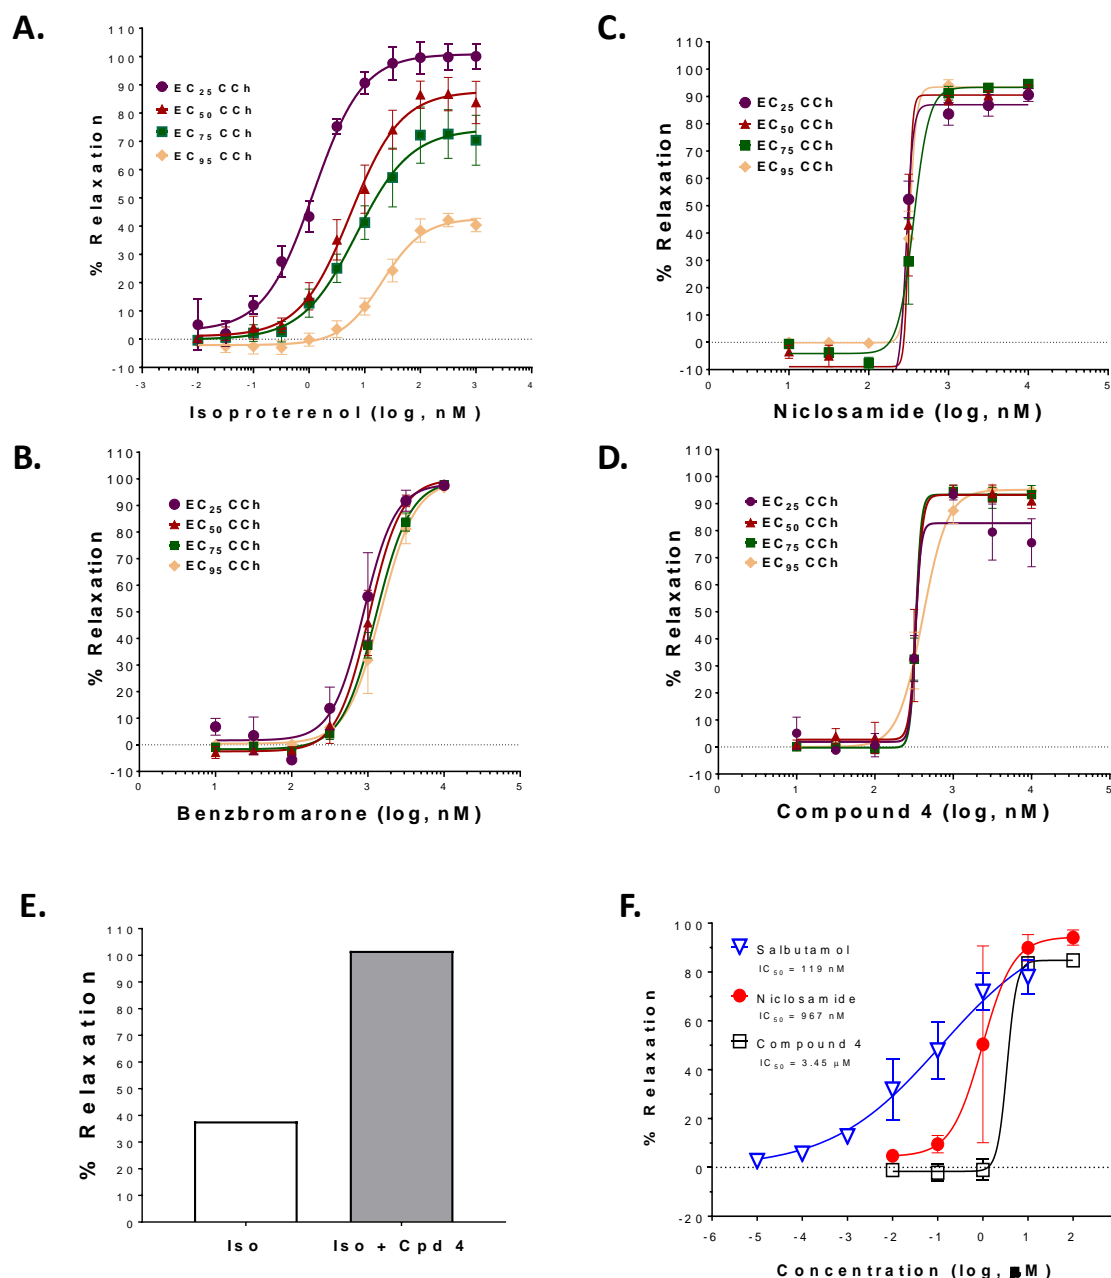 A.
110
100
90
80
70
60
50
40
30
20
10
0
-10
% Relaxation
EC25 CCh
EC50 CCh
EC75 CCh
EC95 CCh
-3 -2 -1 0 1 2 3 4
Isoproterenol (log, nM)
C.
110
100
90
80
70
60
50
40
30
20
10
0
-10
% Relaxation
EC25 CCh
EC50 CCh
EC75 CCh
EC95 CCh
0 1 2 3 4 5
Niclosamide (log, nM)
B.
110
100
90
80
70
60
50
40
30
20
10
0
-10
% Relaxation
EC25 CCh
EC50 CCh
EC75 CCh
EC95 CCh
0 1 2 3 4 5
Benzbromarone (log, nM)
D.
110
100
90
80
70
60
50
40
30
20
10
0
-10
% Relaxation
EC25 CCh
EC50 CCh
EC75 CCh
EC95 CCh
0 1 2 3 4 5
Compound 4 (log, nM)
E.
110
100
90
80
70
60
50
40
30
20
10
0
% Relaxation
Iso Iso + Cpd 4
F.
100
80
60
40
20
0
-20
% Relaxation
Salbutamol
IC50 = 119 nM
Niclosamide
IC50 = 967 nM
Compound 4
IC50 = 3.45 μM
-6 -5 -4 -3 -2 -1 0 1 2
Concentration (log, M)